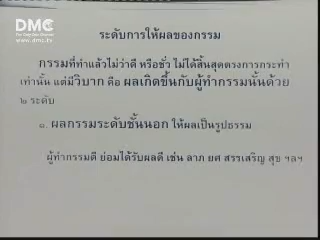 DMC
The Only One Channel
www.dmc.tv
ระดับการให้ผลของกรรม
กรรมที่ทำแล้วไม่ว่าดี หรือชั่ว ไม่ได้สิ้นสุดตรงการกระทำ
เท่านั้น แต่มีวิบาก คือ ผลเกิดขึ้นกับผู้ทำกรรมนั้นด้วย
๒ ระดับ
๑. ผลกรรมระดับชั้นนอก ให้ผลเป็นรูปธรรม
ผู้ทำกรรมดี ย่อมได้รับผลดี เช่น ลาภ ยศ สรรเสริญ สุข ฯลฯ